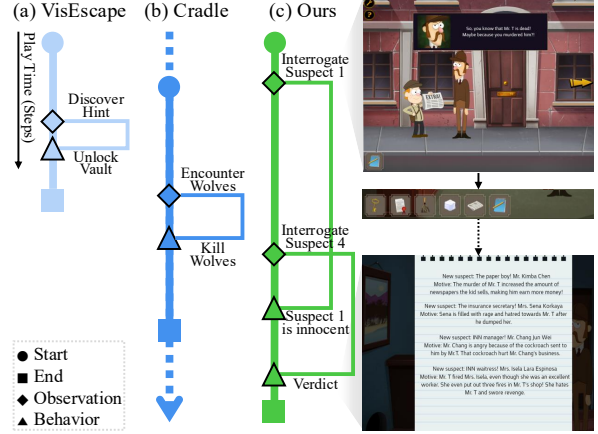 (a) VisEscape
(b) Cradle
(c) Ours
Play Time (Steps)
Discover
Hint
Unlock
Vault
Encounter
Wolves
Kill
Wolves
Interrogate
Suspect 1
Interrogate
Suspect 4
Suspect 1
is innocent
Verdict
Start
End
Observation
Behavior
So, you know that Mr. T is dead!
Maybe because you murdered him?!
EXTRA!
New suspect: The paper boy! Mr. Kimba Chen
Motive: The murder of Mr. T increased the amount of
newspapers the kid sells, making him earn more money!
New suspect: The insurance secretary! Mrs. Sena Korkaya
Motive: Sena is filled with rage and hatred towards Mr. T after
he dumped her.
New suspect: INN manager! Mr. Chang Jun Wei
Motive: Mr. Chang is angry because of the cockroach sent to
him by Mr.T. That cockroach hurt Mr. Chang's business.
New suspect: INN waitress! Mrs. Isela Lara Espinosa
Motive: Mr. T fired Mrs. Isela, even though she was an excellent
worker. She even put out three fires in Mr. T's shop! She hates
Mr. T and swore revenge.